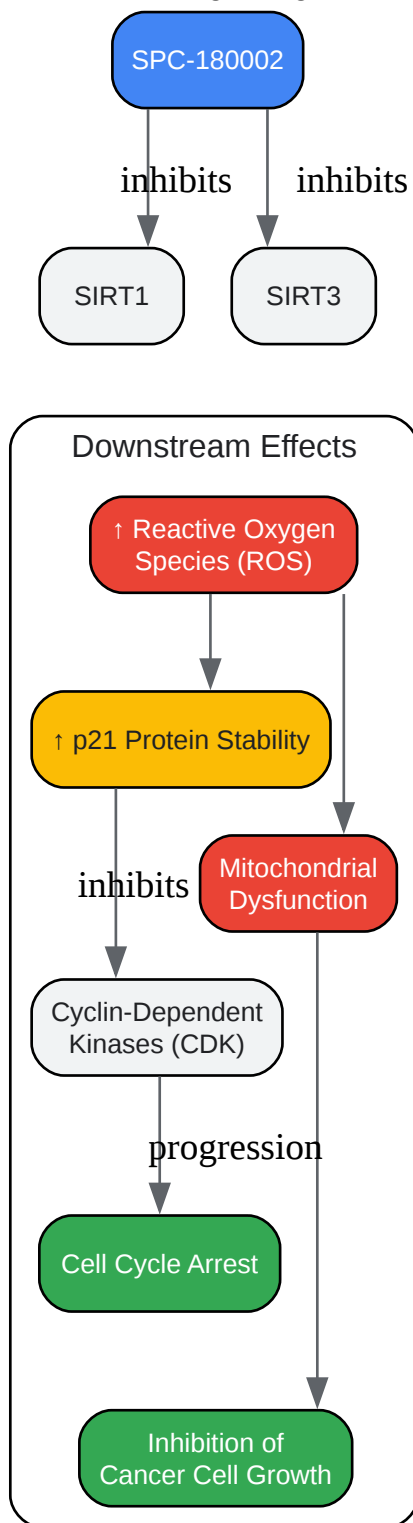 SPC-180002
inhibits
inhibits
SIRT1
SIRT3
Downstream Effects
↑ Reactive Oxygen
Species (ROS)
↑ p21 Protein Stability
inhibits
Mitochondrial
Dysfunction
Cyclin-Dependent
Kinases (CDK)
progression
Cell Cycle Arrest
Inhibition of
Cancer Cell Growth